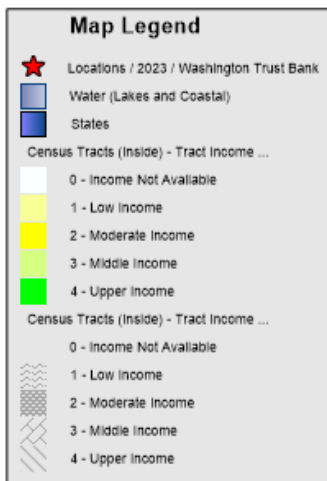 Map Legend
Locations / 2023 / Washington Trust Bank
Water (Lakes and Coastal)
States
Census Tracts (Inside) - Tract Income ...
0 - Income Not Available
1 - Low Income
2 - Moderate Income
3 - Middle Income
4 - Upper Income
Census Tracts (Inside) - Tract Income ...
0 - Income Not Available
1 - Low Income
2 - Moderate Income
3 - Middle Income
4 - Upper Income